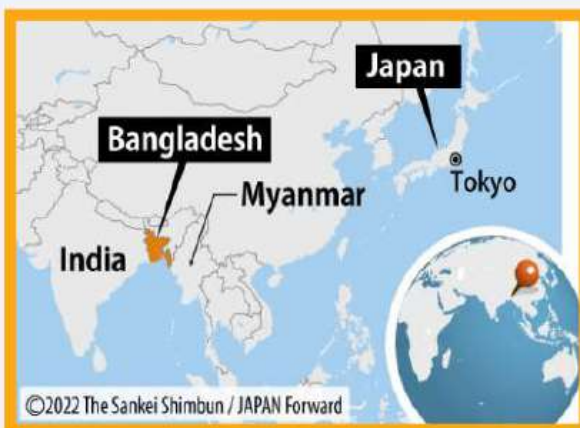 Japan
Bangladesh
Tokyo
Myanmar
India
©2022 The Sankei Shimbun / JAPAN Forward